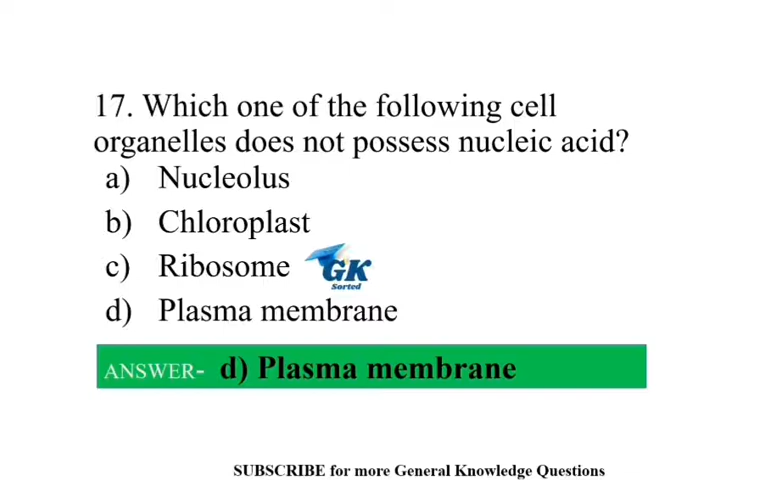 17. Which one of the following cell
organelles does not possess nucleic acid?
a) Nucleolus
b) Chloroplast
c) Ribosome
GK
Sorted
d) Plasma membrane
ANSWER- d) Plasma membrane
SUBSCRIBE for more General Knowledge Questions